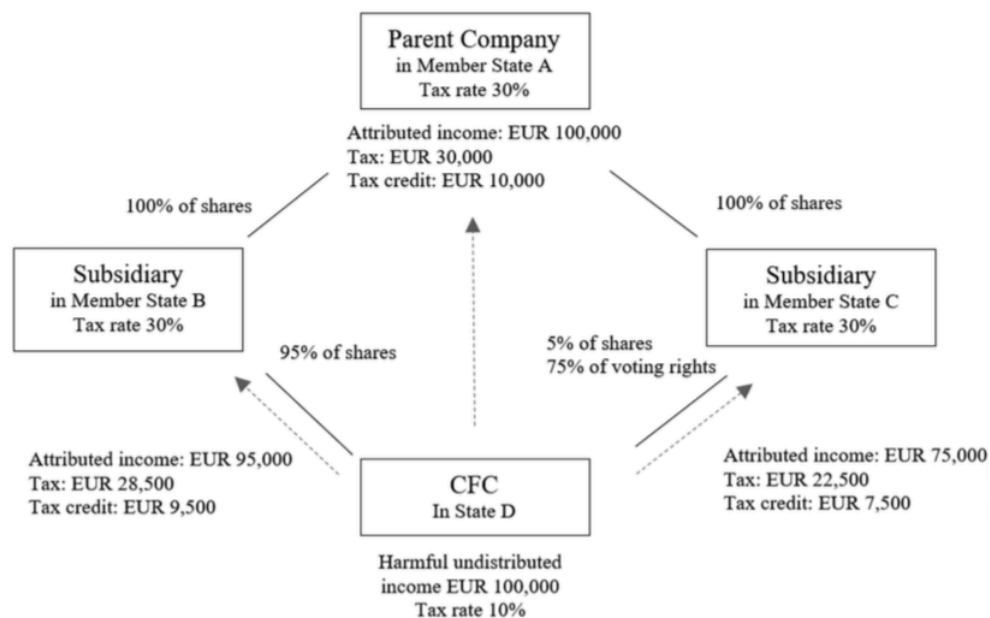 Parent Company
in Member State A
Tax rate 30%
Attributed income: EUR 100,000
Tax: EUR 30,000
Tax credit: EUR 10,000
100% of shares
100% of shares
Subsidiary
in Member State B
Tax rate 30%
Subsidiary
in Member State C
Tax rate 30%
95% of shares
5% of shares
75% of voting rights
Attributed income: EUR 95,000
Tax: EUR 28,500
Tax credit: EUR 9,500
CFC
In State D
Attributed income: EUR 75,000
Tax: EUR 22,500
Tax credit: EUR 7,500
Harmful undistributed
income EUR 100,000
Tax rate 10%